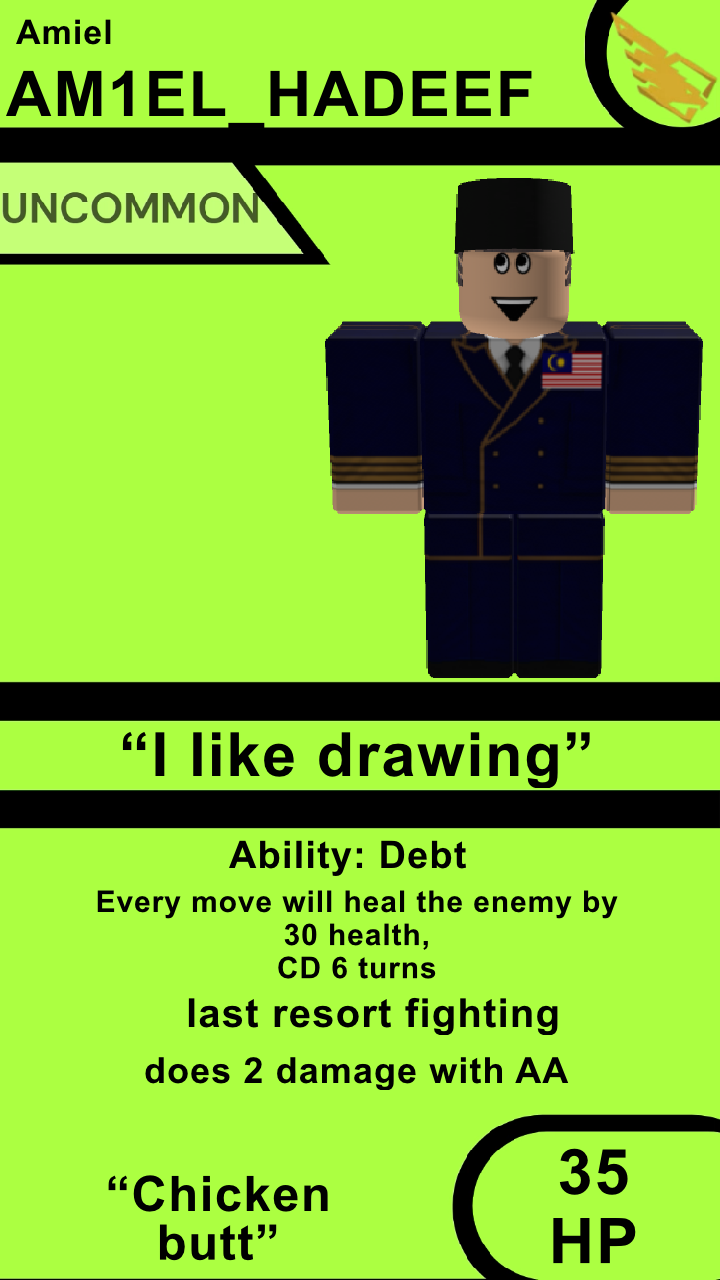 Amiel
AM1EL_HADEEF
UNCOMMON
“I like drawing”
Ability: Debt
Every move will heal the enemy by
30 health,
CD 6 turns
last resort fighting
does 2 damage with AA
“Chicken
butt”
35
HP